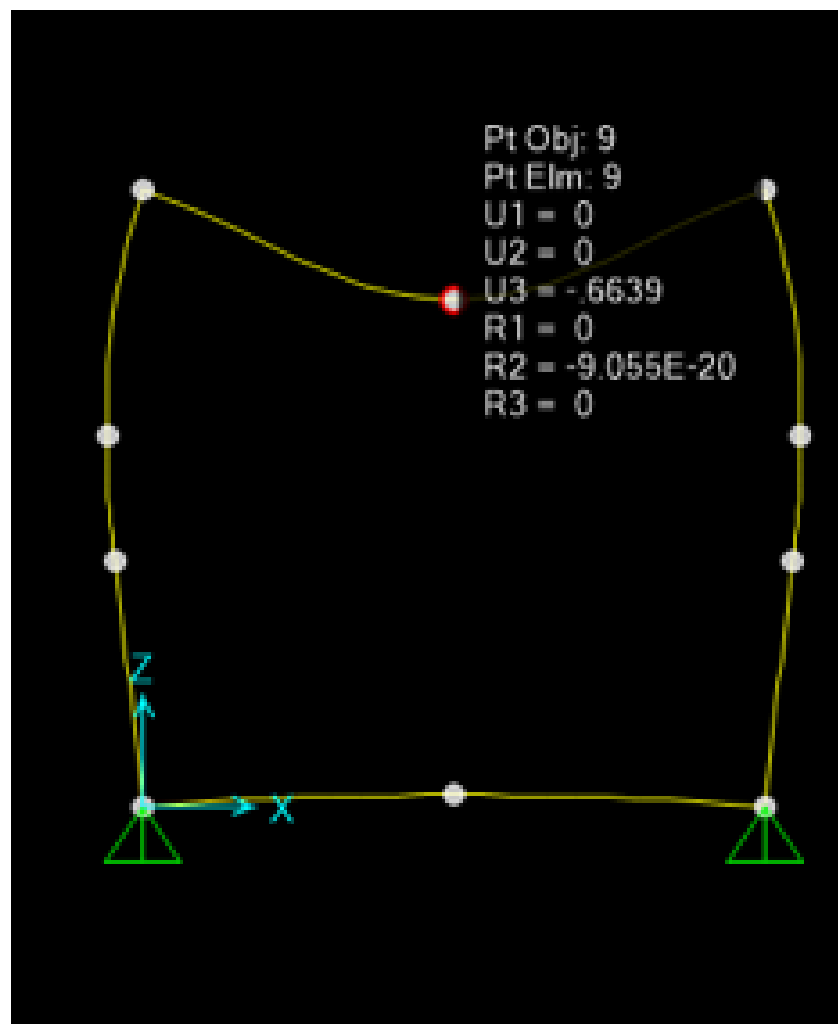 Pt Obj: 9
Pt Elm: 9
U1 = 0
U2 = 0
U3 = -.6639
R1 = 0
R2 = -9.055E-20
R3 = 0
Z
X